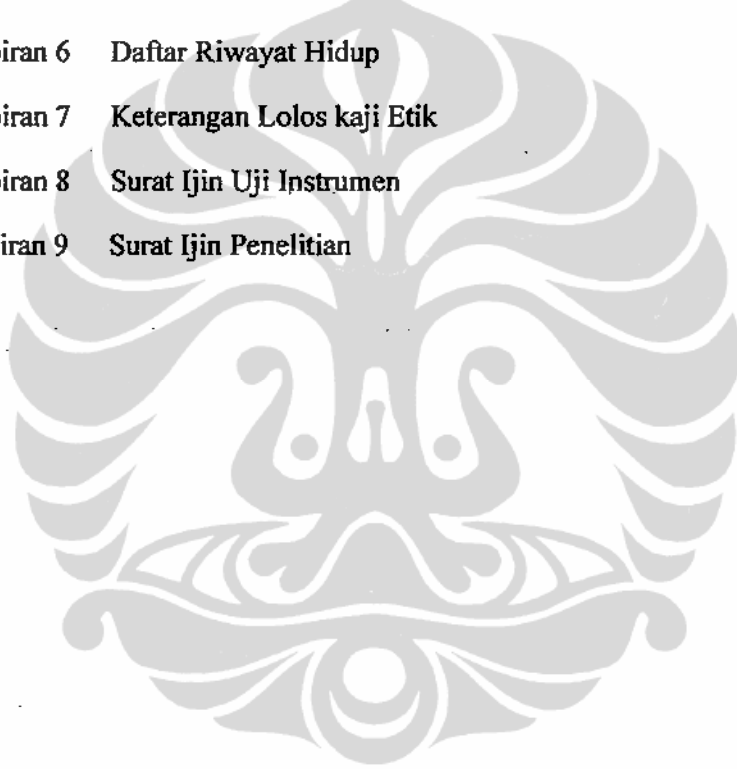 piran 6 Daftar Riwayat Hidup
piran 7 Keterangan Lolos kaji Etik
piran 8 Surat Ijin Uji Instrumen
iran 9 Surat Ijin Penelitian